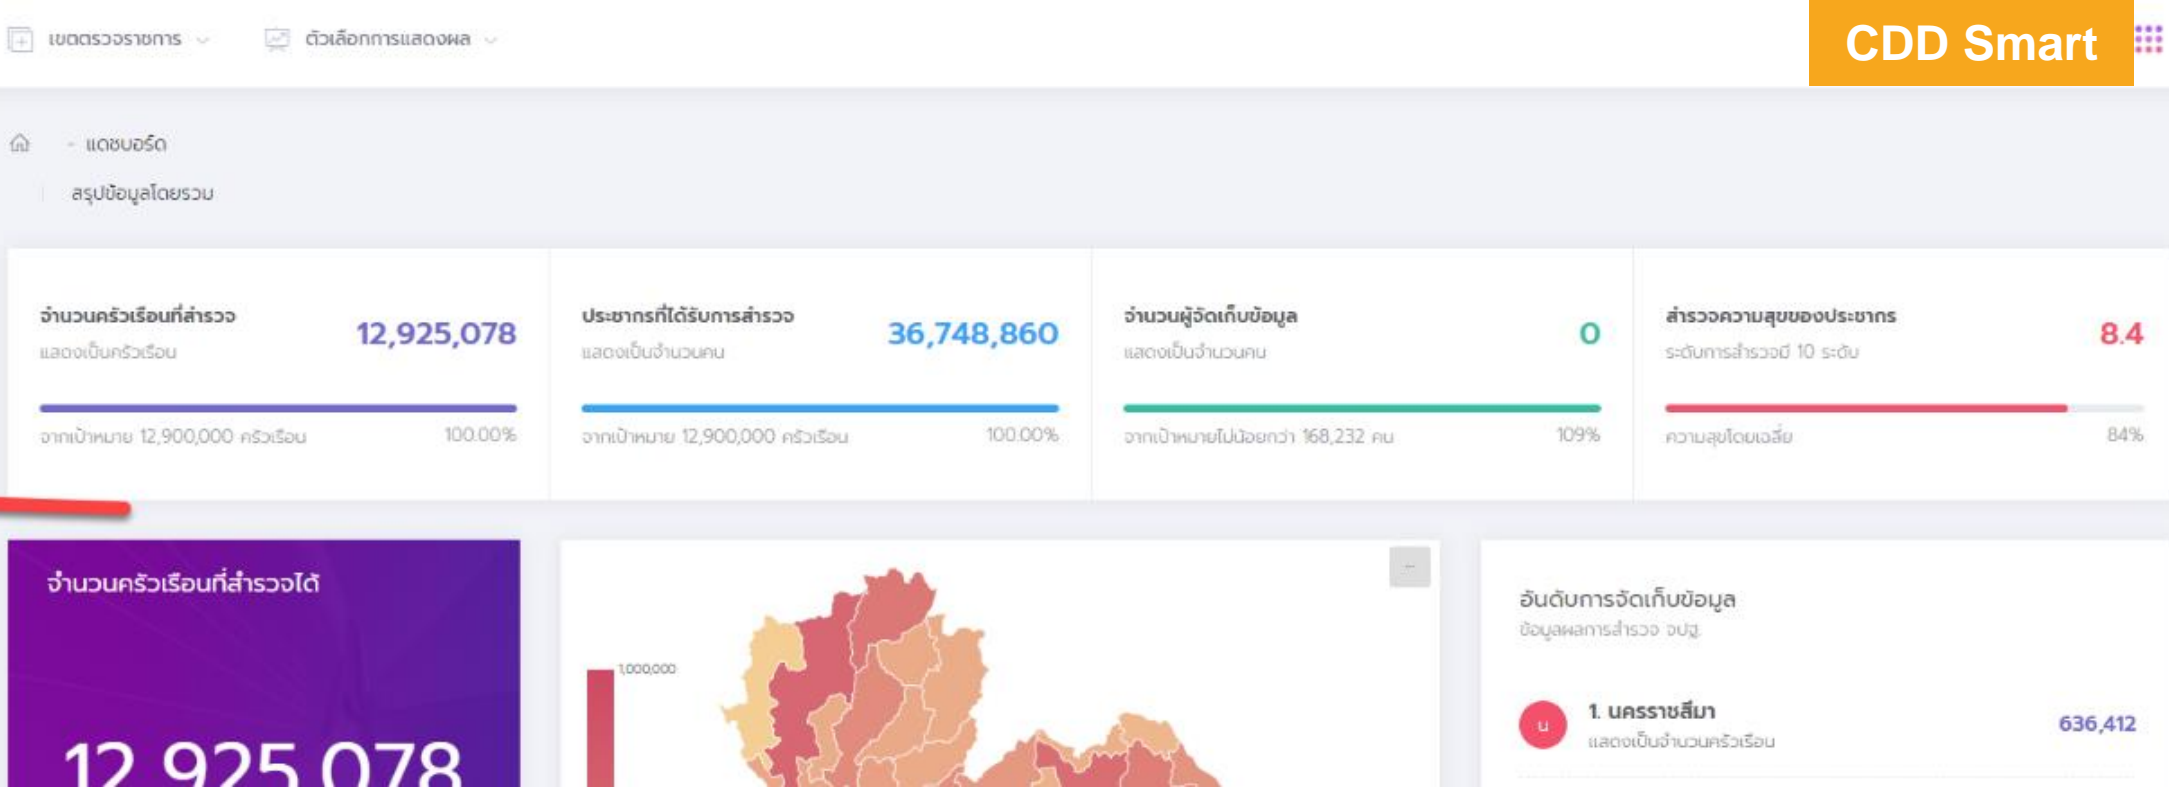 เขตตรวจราชการ
ตัวเลือกการแสดงผล
CDD Smart
- แดชบอร์ด
สรุปข้อมูลโดยรวม
จำนวนครัวเรือนที่สำรวจ
แสดงเป็นครัวเรือน
12,925,078
จากเป้าหมาย 12,900,000 ครัวเรือน
100.00%
ประชากรที่ได้รับการสำรวจ
แสดงเป็นจำนวนคน
36,748,860
จากเป้าหมาย 12,900,000 ครัวเรือน
100.00%
จำนวนผู้จัดเก็บข้อมูล
แสดงเป็นจำนวนคน
0
จากเป้าหมายไม่น้อยกว่า 168,232 คน
109%
สำรวจความสุขของประชากร
ระดับการสำรวจมี 10 ระดับ
8.4
ความสุขโดยเฉลี่ย
84%
จำนวนครัวเรือนที่สำรวจได้
12,925,078
1,000,000
อันดับการจัดเก็บข้อมูล
ข้อมูลผลการสำรวจ จปฐ.
น
1. นครราชสีมา
แสดงเป็นจำนวนครัวเรือน
636,412